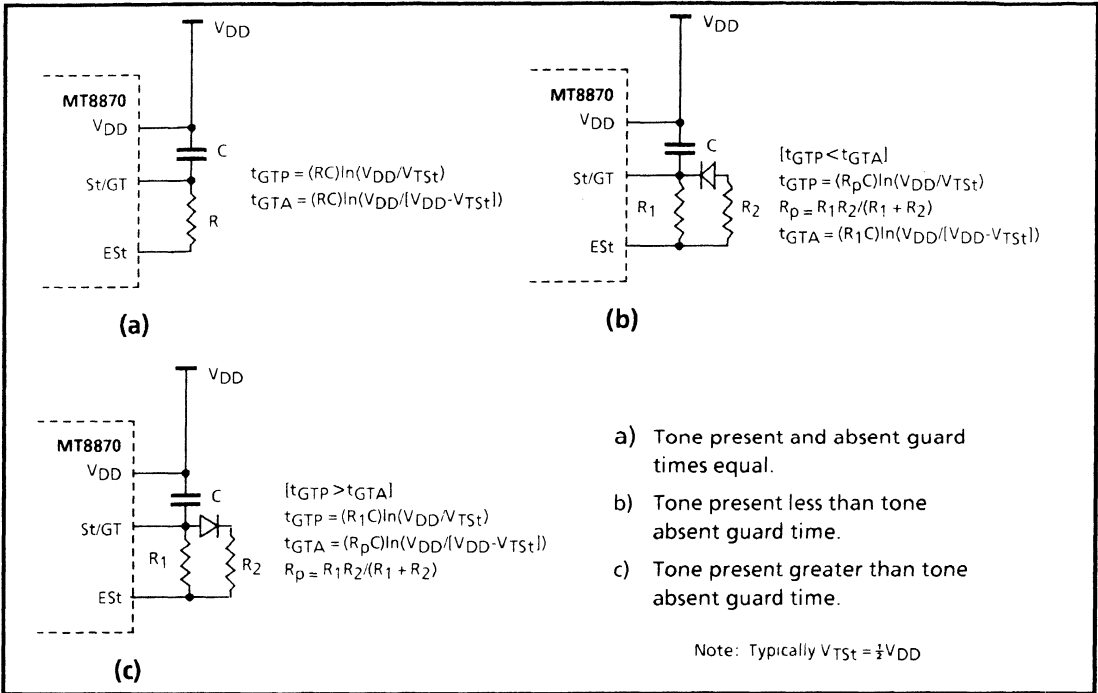 VDD
MT8870
VDD
C
St/GT
R
ESt
tGTP = (RC)ln(VDD/VTSt)
tGTA = (RC)ln(VDD/[VDD-VTSt])
(a)
VDD
MT8870
VDD
C
St/GT
R1
R2
ESt
[tGTP < tGTA]
tGTP = (RpC)ln(VDD/VTSt)
Rp = R1R2/(R1 + R2)
tGTA = (R1C)ln(VDD/[VDD-VTSt])
(b)
VDD
MT8870
VDD
C
St/GT
R1
R2
ESt
[tGTP > tGTA]
tGTP = (R1C)ln(VDD/VTSt)
tGTA = (RpC)ln(VDD/[VDD-VTSt])
Rp = R1R2/(R1 + R2)
(c)
a) Tone present and absent guard
times equal.
b) Tone present less than tone
absent guard time.
c) Tone present greater than tone
absent guard time.
Note: Typically VTSt = ½VDD